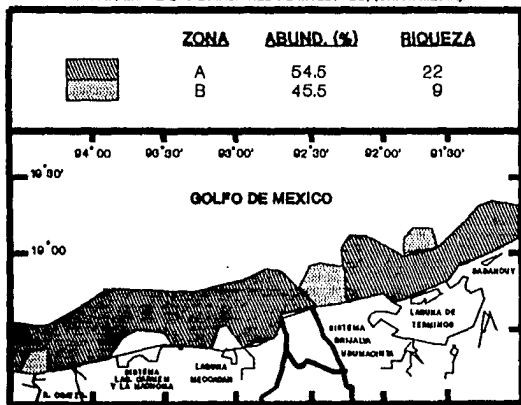 ZONA ABUND. (%) RIQUEZA
A 54.5 22
B 45.5 9
94°00' 93°30' 93°00' 92°30' 92°00' 91°30'
19°30'
GOLFO DE MEXICO
19°00
SABANCUY
LAGUNA DE
TERMINOS
SISTEMA
GRIJALVA
USUMACINTA
SISTEMA
LAG. CARMEN
Y LA MACHONA
LAGUNA
MECOACAN